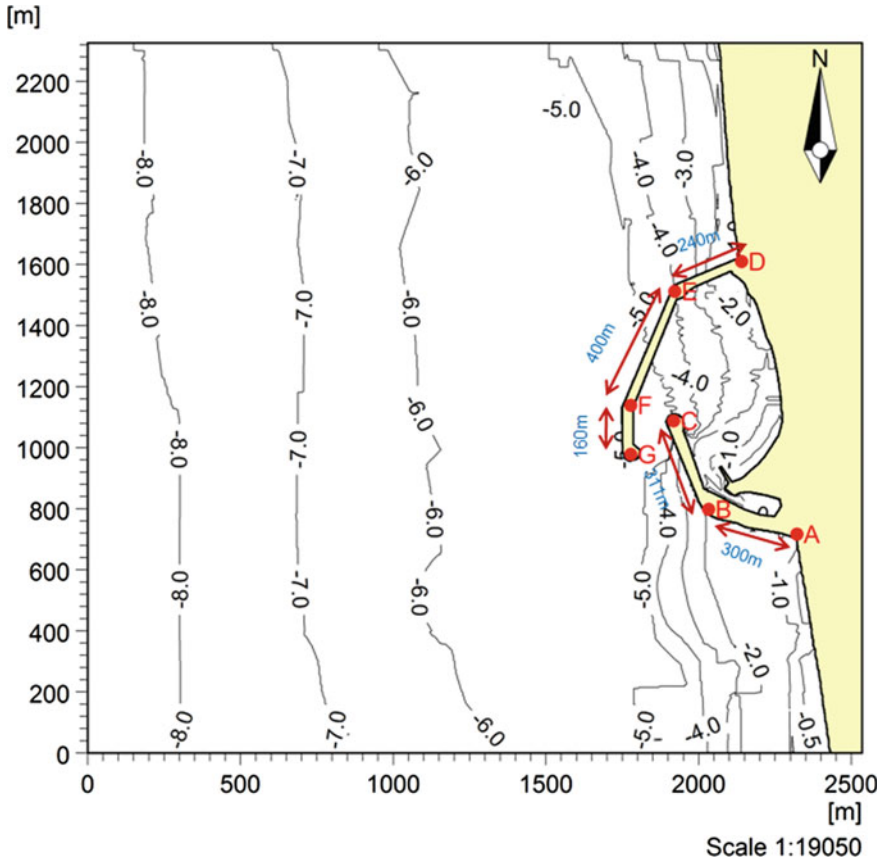 [m]
2200
2000
1800
1600
1400
1200
1000
800
600
400
200
0
0 500 1000 1500 2000 2500
[m]
Scale 1:19050
N
-5.0
-8.0 -7.0 -6.0 -4.0 -3.0
-4.0
240m
D
E
-8.0 -7.0 -6.0 -5.0 -2.0
400m
-4.0
F
C
-6.0
160m
-8.0 -7.0 -1.0
G
311m
-6.0 -4.0
B
A
300m
-8.0 -7.0 -6.0 -5.0 -1.0
-2.0
-8.0 -7.0 -6.0 -5.0 -4.0 -0.5